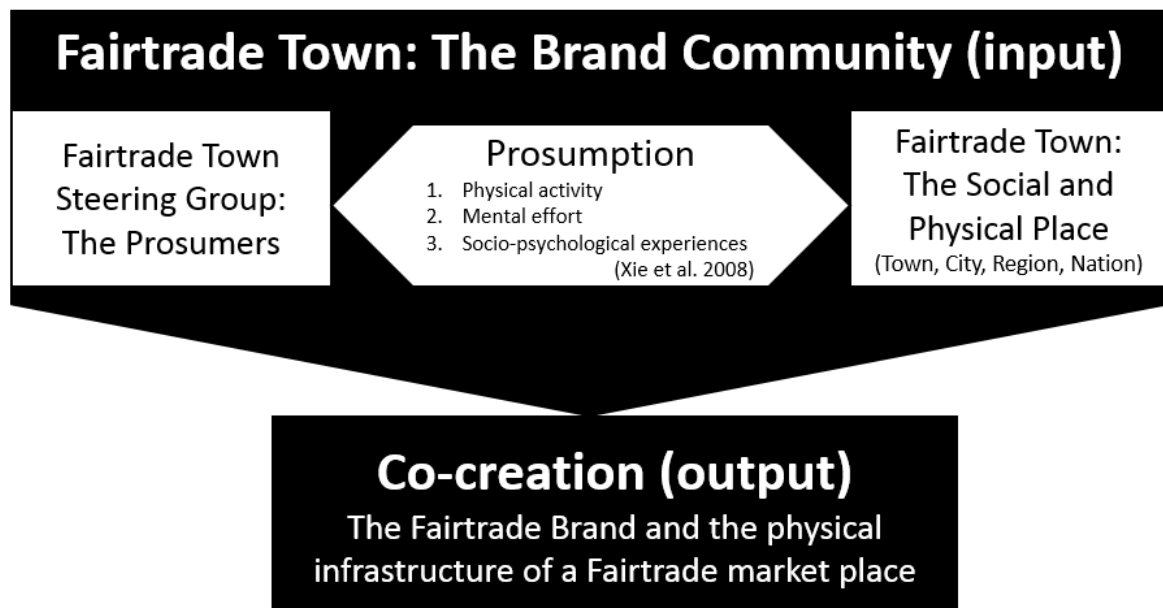 Fairtrade Town: The Brand Community (input)
Fairtrade Town
Steering Group:
The Prosumers
Prosumption
1. Physical activity
2. Mental effort
3. Socio-psychological experiences
(Xie et al. 2008)
Fairtrade Town:
The Social and
Physical Place
(Town, City, Region, Nation)
Co-creation (output)
The Fairtrade Brand and the physical
infrastructure of a Fairtrade market place